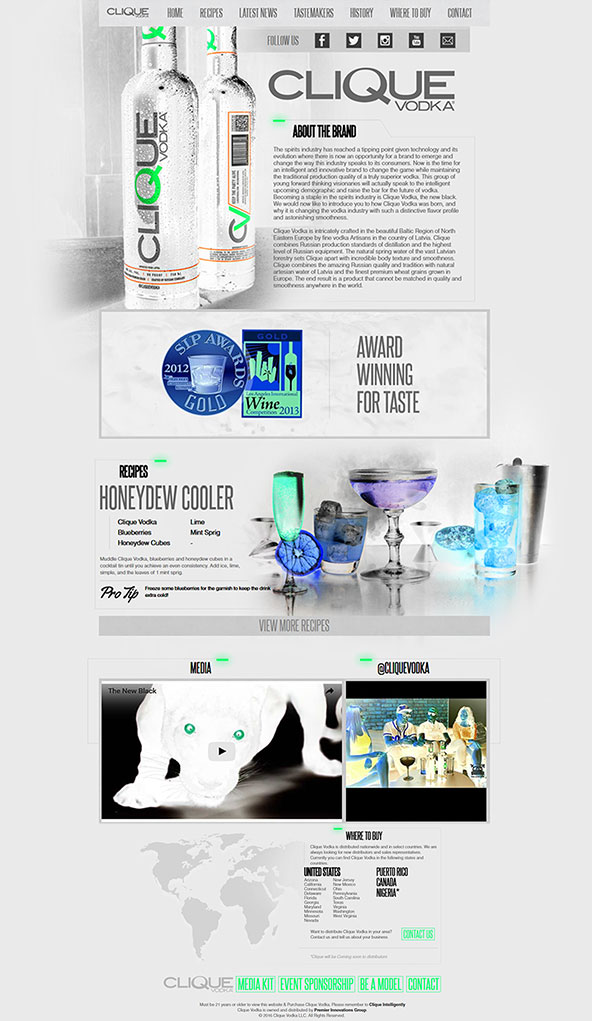 CLIQUE VODKA HOME RECIPES LATEST NEWS TASTEMAKERS HISTORY WHERE TO BUY CONTACT
FOLLOW US
CLIQUE
VODKA
CLIQUE
VODKA
KEEP THE PARTY ALIVE
CV
ABOUT THE BRAND
The spirits industry has reached a tipping point given technology and its
evolution where there is now an opportunity for a brand to emerge and
change the way this industry speaks to its consumers. Now is the time for
an intelligent and innovative brand to change the game while maintaining
the traditional production quality of a truly superior vodka. This group of
young forward thinking visionaries will actually speak to the intelligent
upcoming demographic and raise the bar for the future of vodka.
Becoming a staple in the spirits industry is Clique Vodka, the new black.
We would now like to introduce you to how Clique Vodka was born, and
why it is changing the vodka industry with such a distinctive flavor profile
and astonishing smoothness.
Clique Vodka is intricately crafted in the beautiful Baltic Region of North
Eastern Europe by fine vodka Artisans in the country of Latvia. Clique
combines Russian production standards of distillation and the highest
level of Russian equipment. The natural spring water of the vast Latvian
forestry sets Clique apart with incredible body texture and smoothness.
Clique combines the amazing Russian quality and tradition with natural
artesian water of Latvia and the finest premium wheat grains grown in
Europe. The end result is a product that cannot be matched in quality and
smoothness anywhere in the world.
SIP AWARDS
2012
GOLD
GOLD
Los Angeles International
Wine
Competition 2013
AWARD
WINNING
FOR TASTE
RECIPES
HONEYDEW COOLER
Clique Vodka Lime
Blueberries Mint Sprig
Honeydew Cubes -
Muddle Clique Vodka, blueberries and honeydew cubes in a
cocktail tin until you achieve an even consistency. Add ice, lime,
simple, and the leaves of 1 mint sprig.
Pro Tip Freeze some blueberries for the garnish to keep the drink
extra cold!
VIEW MORE RECIPES
MEDIA @CLIQUEVODKA
The New Black
WHERE TO BUY
Clique Vodka is distributed nationwide and in select countries. We are
always looking for new distributors and sales representatives.
Currently you can find Clique Vodka in the following states and
countries.
UNITED STATES PUERTO RICO
CANADA
NIGERIA*
Arizona New Jersey
California New Mexico
Connecticut Ohio
Delaware Pennsylvania
Florida South Carolina
Georgia Texas
Maryland Virginia
Minnesota Washington
Missouri West Virginia
Nevada
Want to distribute Clique Vodka in your area?
Contact us and tell us about your business.
CONTACT US
*Clique will be Coming soon to distribution
CLIQUE VODKA MEDIA KIT EVENT SPONSORSHIP BE A MODEL CONTACT
Must be 21 years or older to view this website & Purchase Clique Vodka. Please remember to Clique Intelligently
Clique Vodka is owned and distributed by Premier Innovations Group
© 2016 Clique Vodka LLC. All Rights Reserved.